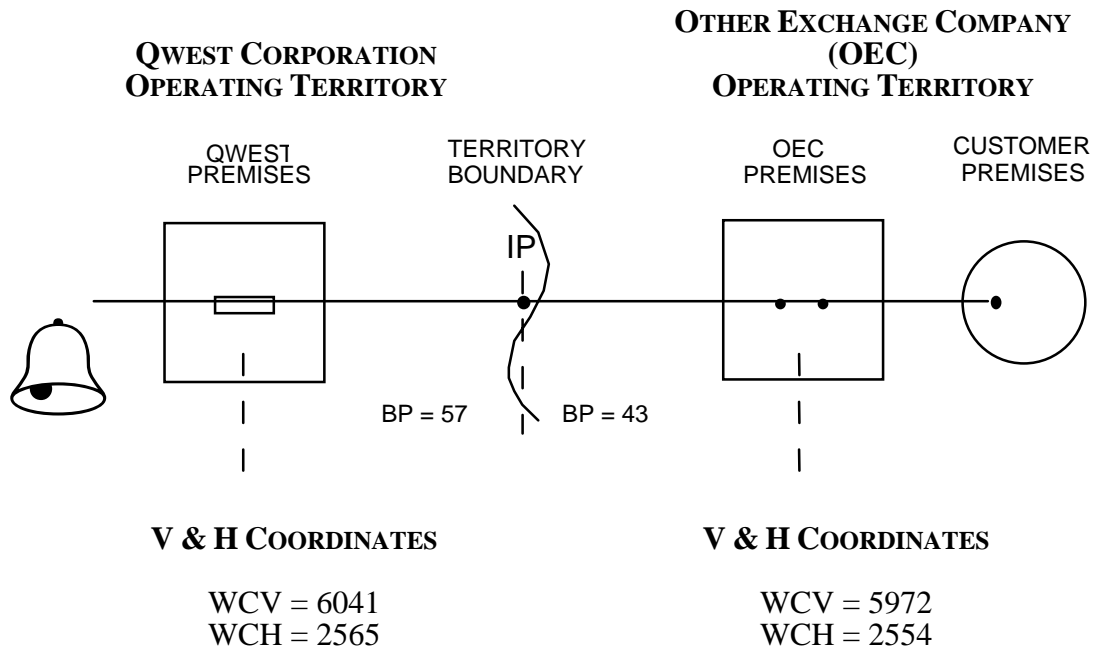 QWEST CORPORATION
OPERATING TERRITORY
OTHER EXCHANGE COMPANY
(OEC)
OPERATING TERRITORY
QWEST
PREMISES
TERRITORY
BOUNDARY
OEC
PREMISES
CUSTOMER
PREMISES
IP
BP = 57
BP = 43
V & H COORDINATES
WCV = 6041
WCH = 2565
V & H COORDINATES
WCV = 5972
WCH = 2554